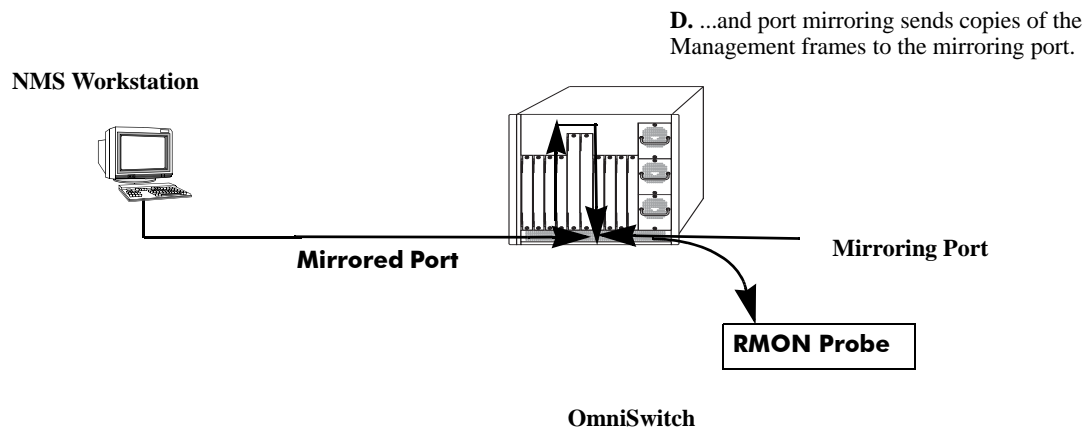 D. ...and port mirroring sends copies of the
Management frames to the mirroring port.
NMS Workstation
Mirrored Port
Mirroring Port
RMON Probe
OmniSwitch